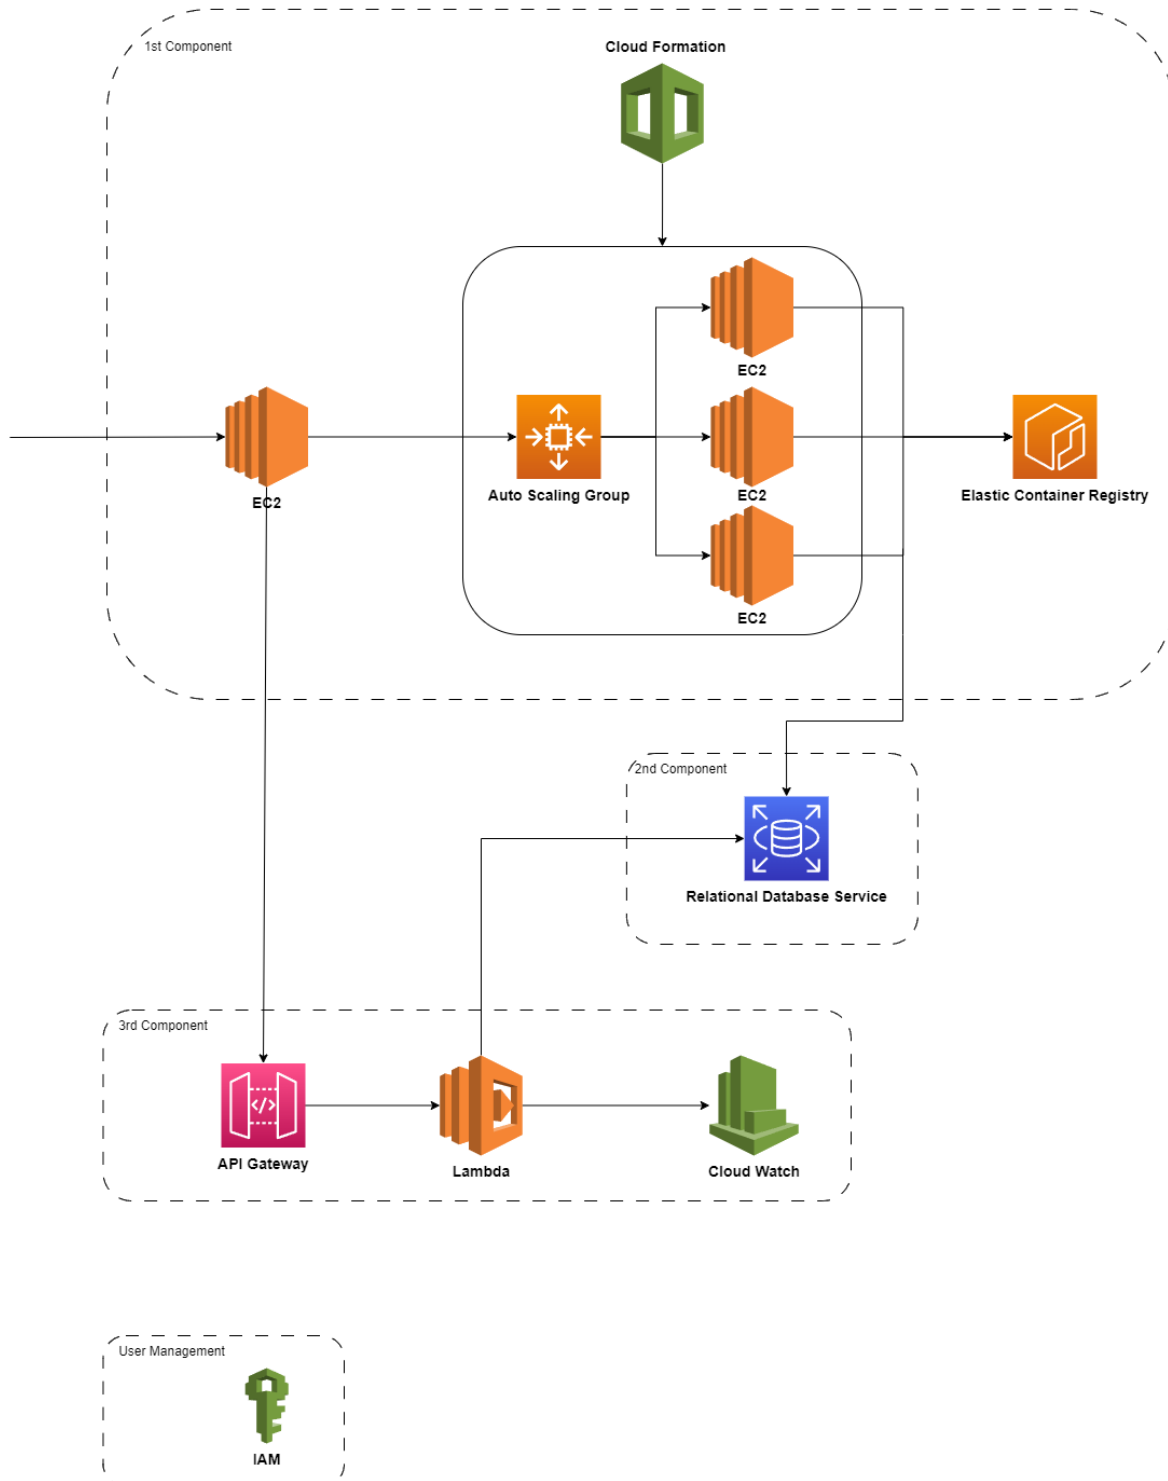 1st Component
Cloud Formation
EC2
EC2
Auto Scaling Group
EC2
Elastic Container Registry
EC2
2nd Component
Relational Database Service
3rd Component
API Gateway
Lambda
Cloud Watch
User Management
IAM